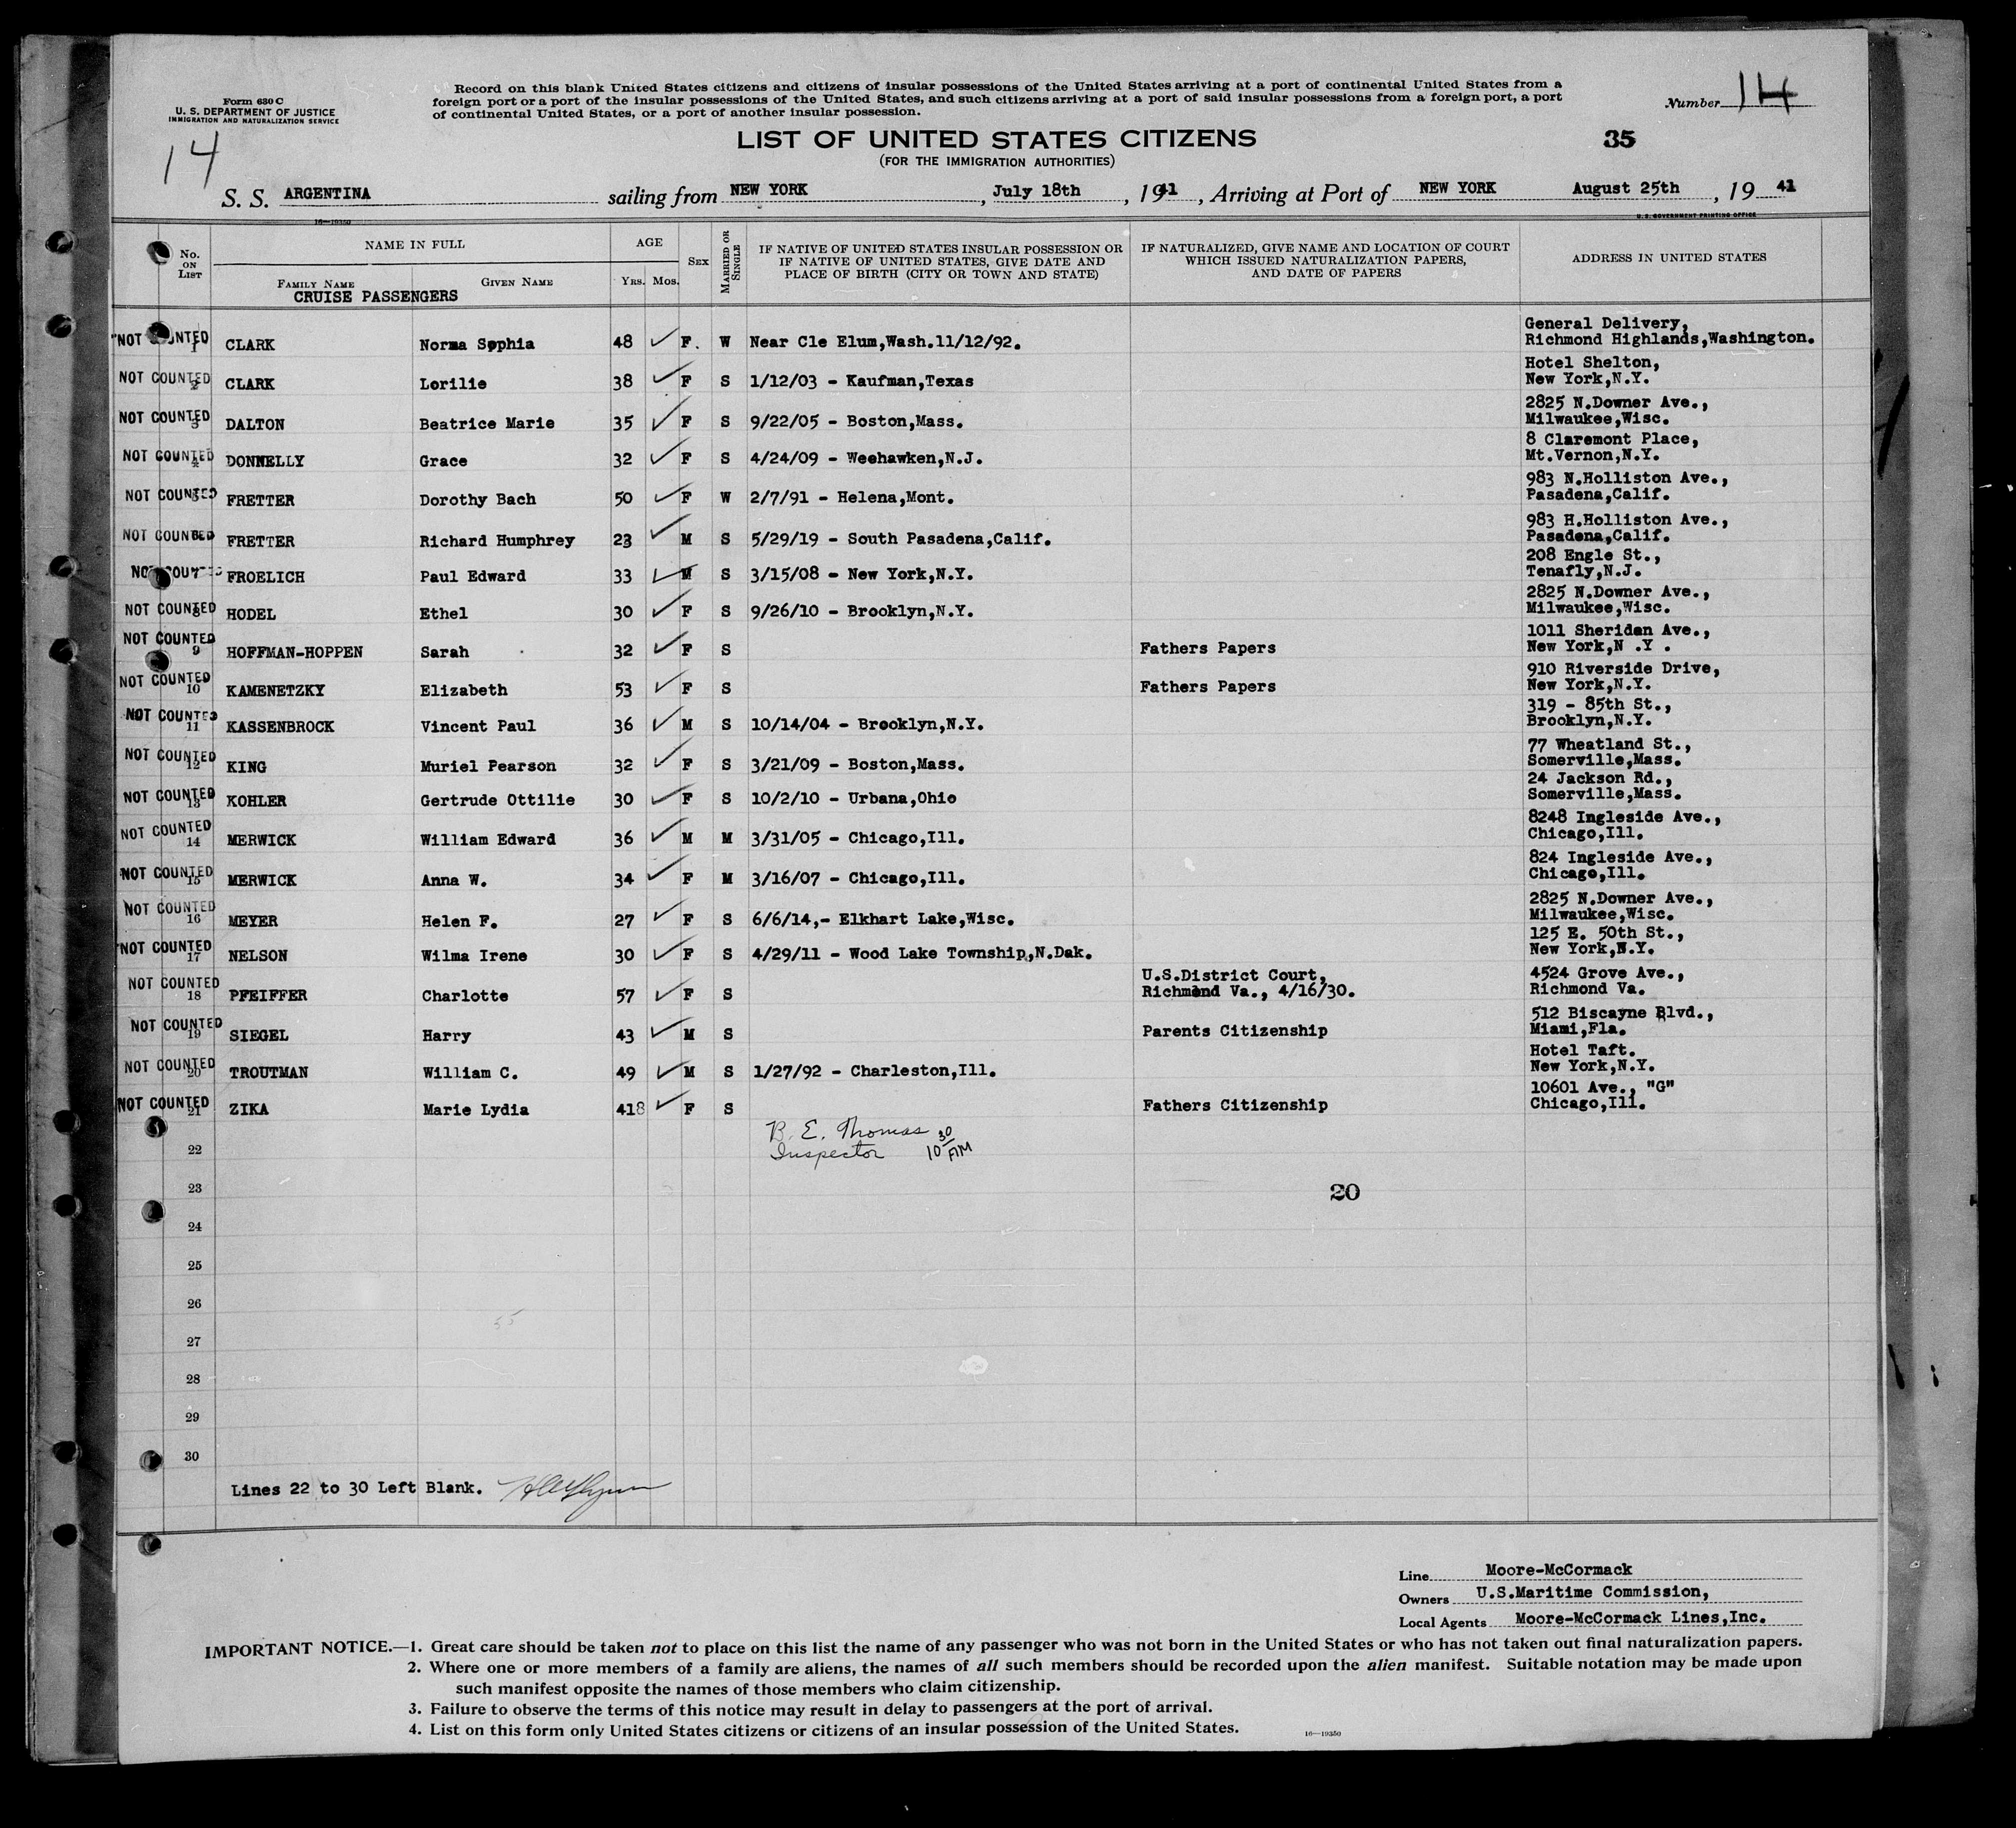 Form 630 C
U. S. DEPARTMENT OF JUSTICE
IMMIGRATION AND NATURALIZATION SERVICE
14
Record on this blank United States citizens and citizens of insular possessions of the United States arriving at a port of continental United States from a
foreign port or a port of the insular possessions of the United States, and such citizens arriving at a port of said insular possessions from a foreign port, a port
of continental United States, or a port of another insular possession.
Number 14
LIST OF UNITED STATES CITIZENS
35
(FOR THE IMMIGRATION AUTHORITIES)
S. S. ARGENTINA sailing from NEW YORK, July 18th, 1941, Arriving at Port of NEW YORK August 25th, 19 41
16—19350
U. S. GOVERNMENT PRINTING OFFICE
No. ON LIST
NAME IN FULL
FAMILY NAME GIVEN NAME
AGE
YRS. MOS.
SEX
MARRIED OR SINGLE
IF NATIVE OF UNITED STATES INSULAR POSSESSION OR
IF NATIVE OF UNITED STATES, GIVE DATE AND
PLACE OF BIRTH (CITY OR TOWN AND STATE)
IF NATURALIZED, GIVE NAME AND LOCATION OF COURT
WHICH ISSUED NATURALIZATION PAPERS,
AND DATE OF PAPERS
ADDRESS IN UNITED STATES
CRUISE PASSENGERS
NOT COUNTED 1 CLARK Norma Sophia 48 F. W Near Cle Elum,Wash.11/12/92. General Delivery,
Richmond Highlands,Washington.
NOT COUNTED 2 CLARK Lorilie 38 F S 1/12/03 - Kaufman,Texas Hotel Shelton,
New York,N.Y.
NOT COUNTED 3 DALTON Beatrice Marie 35 F S 9/22/05 - Boston,Mass. 2825 N.Downer Ave.,
Milwaukee,Wisc.
NOT COUNTED 4 DONNELLY Grace 32 F S 4/24/09 - Weehawken,N.J. 8 Claremont Place,
Mt.Vernon,N.Y.
NOT COUNTED 5 FRETTER Dorothy Bach 50 F W 2/7/91 - Helena,Mont. 983 N.Holliston Ave.,
Pasadena,Calif.
NOT COUNTED 6 FRETTER Richard Humphrey 23 M S 5/29/19 - South Pasadena,Calif. 983 H.Holliston Ave.,
Pasadena,Calif.
NOT COUNTED 7 FROELICH Paul Edward 33 M S 3/15/08 - New York,N.Y. 208 Engle St.,
Tenafly,N.J.
NOT COUNTED 8 HODEL Ethel 30 F S 9/26/10 - Brooklyn,N.Y. 2825 N.Downer Ave.,
Milwaukee,Wisc.
NOT COUNTED 9 HOFFMAN-HOPPEN Sarah 32 F S Fathers Papers 1011 Sheridan Ave.,
New York,N .Y .
NOT COUNTED 10 KAMENETZKY Elizabeth 53 F S Fathers Papers 910 Riverside Drive,
New York,N.Y.
NOT COUNTED 11 KASSENBROCK Vincent Paul 36 M S 10/14/04 - Brooklyn,N.Y. 319 - 85th St.,
Brooklyn,N.Y.
NOT COUNTED 12 KING Muriel Pearson 32 F S 3/21/09 - Boston,Mass. 77 Wheatland St.,
Somerville,Mass.
NOT COUNTED 13 KOHLER Gertrude Ottilie 30 F S 10/2/10 - Urbana,Ohio 24 Jackson Rd.,
Somerville,Mass.
NOT COUNTED 14 MERWICK William Edward 36 M M 3/31/05 - Chicago,Ill. 8248 Ingleside Ave.,
Chicago,Ill.
NOT COUNTED 15 MERWICK Anna W. 34 F M 3/16/07 - Chicago,Ill. 824 Ingleside Ave.,
Chicago,Ill.
NOT COUNTED 16 MEYER Helen F. 27 F S 6/6/14,- Elkhart Lake,Wisc. 2825 N.Downer Ave.,
Milwaukee,Wisc.
NOT COUNTED 17 NELSON Wilma Irene 30 F S 4/29/11 - Wood Lake Township,N.Dak. 125 E. 50th St.,
New York,N.Y.
NOT COUNTED 18 PFEIFFER Charlotte 57 F S U.S.District Court,
Richmond Va., 4/16/30. 4524 Grove Ave.,
Richmond Va.
NOT COUNTED 19 SIEGEL Harry 43 M S Parents Citizenship 512 Biscayne Blvd.,
Miami,Fla.
NOT COUNTED 20 TROUTMAN William C. 49 M S 1/27/92 - Charleston,Ill. Hotel Taft.
New York,N.Y.
NOT COUNTED 21 ZIKA Marie Lydia 418 F S Fathers Citizenship 10601 Ave., "G"
Chicago,Ill.
B. E. Thomas
Inspector 10 30 AM
22
23
20
24
25
26
27
55
28
29
30
Lines 22 to 30 Left Blank.
Line Moore-McCormack
Owners U.S.Maritime Commission,
Local Agents Moore-McCormack Lines,Inc.
IMPORTANT NOTICE.—1. Great care should be taken not to place on this list the name of any passenger who was not born in the United States or who has not taken out final naturalization papers.
2. Where one or more members of a family are aliens, the names of all such members should be recorded upon the alien manifest. Suitable notation may be made upon
such manifest opposite the names of those members who claim citizenship.
3. Failure to observe the terms of this notice may result in delay to passengers at the port of arrival.
4. List on this form only United States citizens or citizens of an insular possession of the United States.
16—19350